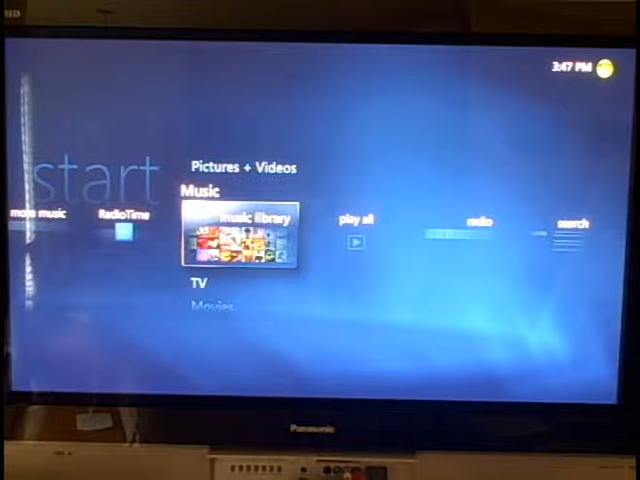 3:47 PM
start
Pictures + Videos
Music
more music
RadioTime
music library
play all
radio
search
TV
Movies
Panasonic